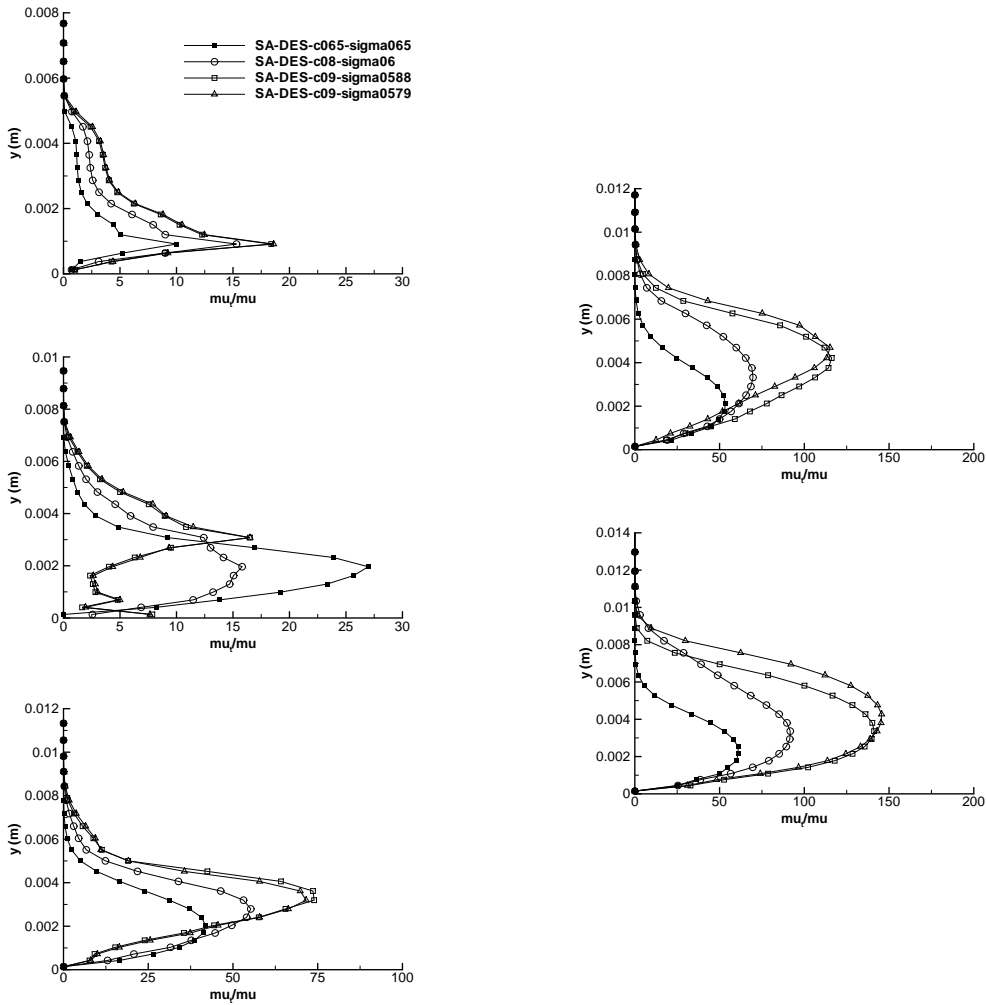 0.008
0.006
0.004
0.002
0
y (m)
SA-DES-c065-sigma065
SA-DES-c08-sigma06
SA-DES-c09-sigma0588
SA-DES-c09-sigma0579
0 5 10 15 20 25 30
mu_t/mu
0.01
0.008
0.006
0.004
0.002
0
y (m)
0 5 10 15 20 25 30
mu_t/mu
0.012
0.01
0.008
0.006
0.004
0.002
0
y (m)
0 25 50 75 100
mu_t/mu
0.012
0.01
0.008
0.006
0.004
0.002
0
y (m)
0 50 100 150 200
mu_t/mu
0.014
0.012
0.01
0.008
0.006
0.004
0.002
0
y (m)
0 50 100 150 200
mu_t/mu